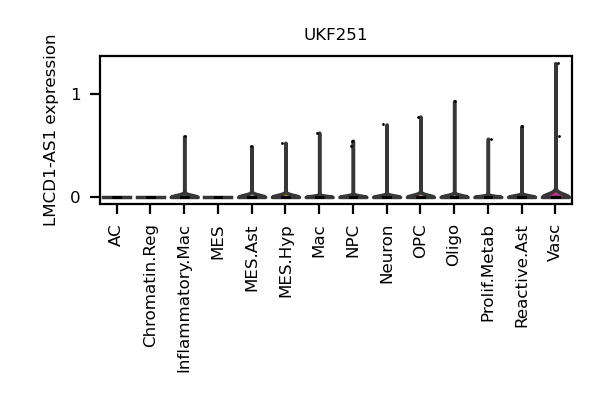 UKF251
LMCD1-AS1 expression
1
0
AC
Chromatin.Reg
Inflammatory.Mac
MES
MES.Ast
MES.Hyp
Mac
NPC
Neuron
OPC
Oligo
Prolif.Metab
Reactive.Ast
Vasc